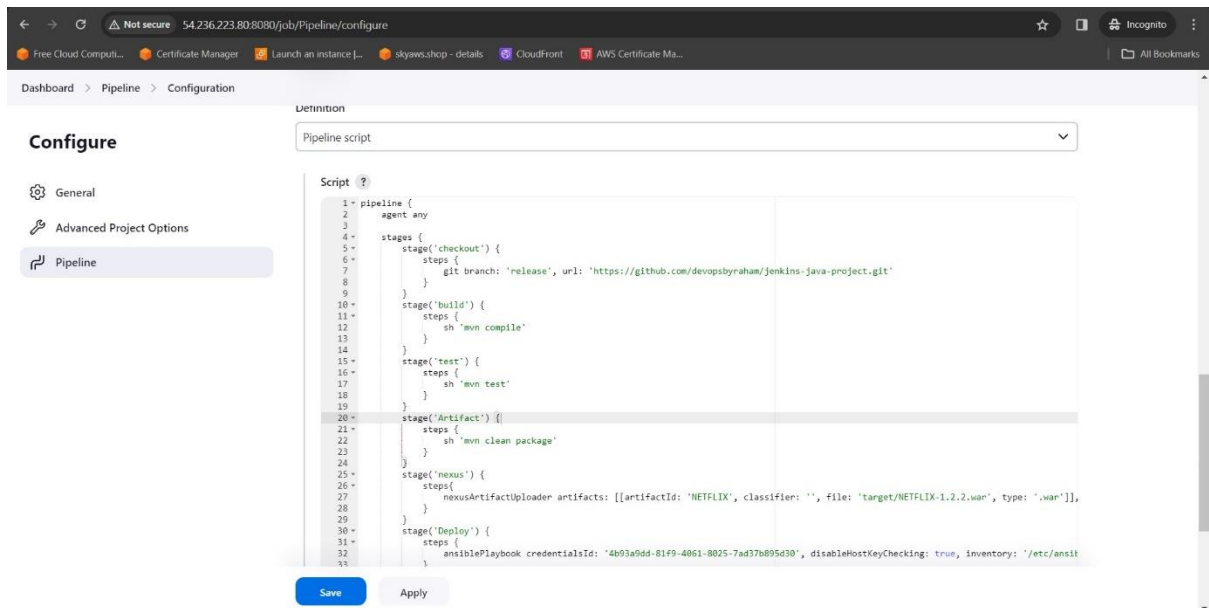 Not secure 54.236.223.80:8080/job/Pipeline/configure Incognito
Free Cloud Computi... Certificate Manager Launch an instance |... skyaws.shop - details CloudFront AWS Certificate Ma... All Bookmarks
Dashboard > Pipeline > Configuration
Definition
Configure
Pipeline script
General
Advanced Project Options
Pipeline
Script ?
1 pipeline {
2 agent any
3
4 stages {
5 stage('checkout') {
6 steps {
7 git branch: 'release', url: 'https://github.com/devopsbyraham/jenkins-java-project.git'
8 }
9 }
10 stage('build') {
11 steps {
12 sh 'mvn compile'
13 }
14 }
15 stage('test') {
16 steps {
17 sh 'mvn test'
18 }
19 }
20 stage('Artifact') {
21 steps {
22 sh 'mvn clean package'
23 }
24 }
25 stage('nexus') {
26 steps{
27 nexusArtifactUploader artifacts: [[artifactId: 'NETFLIX', classifier: '', file: 'target/NETFLIX-1.2.2.war', type: '.war']],
28 }
29 }
30 stage('Deploy') {
31 steps {
32 ansiblePlaybook credentialsId: '4b93a9dd-81f9-4061-8025-7ad37b895d30', disableHostKeyChecking: true, inventory: '/etc/ansib
33 }
Save Apply